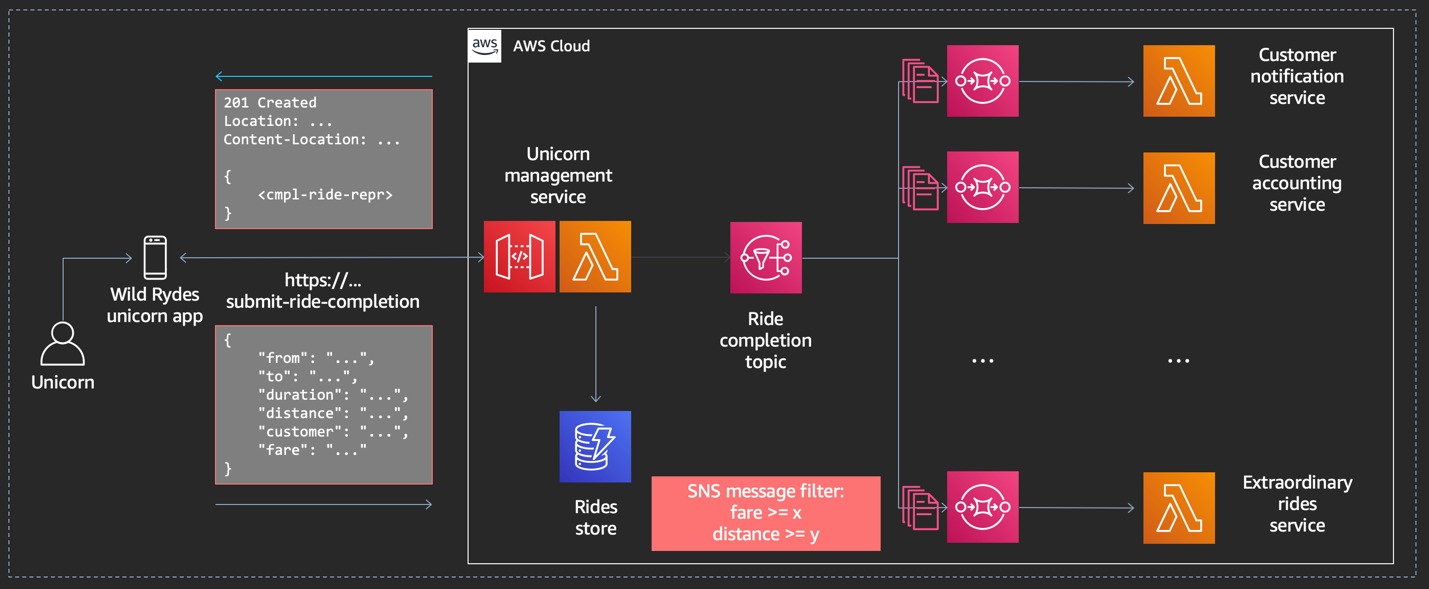 aws
AWS Cloud
201 Created
Location: ...
Content-Location: ...
{
<cmpl-ride-repr>
}
Unicorn
management
service
Customer
notification
service
Customer
accounting
service
Wild Rydes
unicorn app
https://...
submit-ride-completion
Unicorn
{
"from": "...",
"to": "...",
"duration": "...",
"distance": "...",
"customer": "...",
"fare": "..."
}
</>
Ride
completion
topic
...
...
Rides
store
SNS message filter:
fare >= x
distance >= y
Extraordinary
rides
service